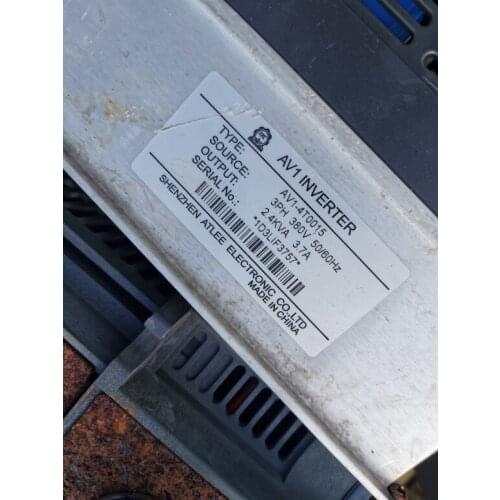 AV1 INVERTER
TYPE: AV1-4T0015
SOURCE: 3PH 380V 50/60Hz
OUTPUT: 2.4KVA 3.7A
SERIAL No.: *1D3LIF3757*
SHENZHEN ATLEE ELECTRONIC CO.,LTD
MADE IN CHINA